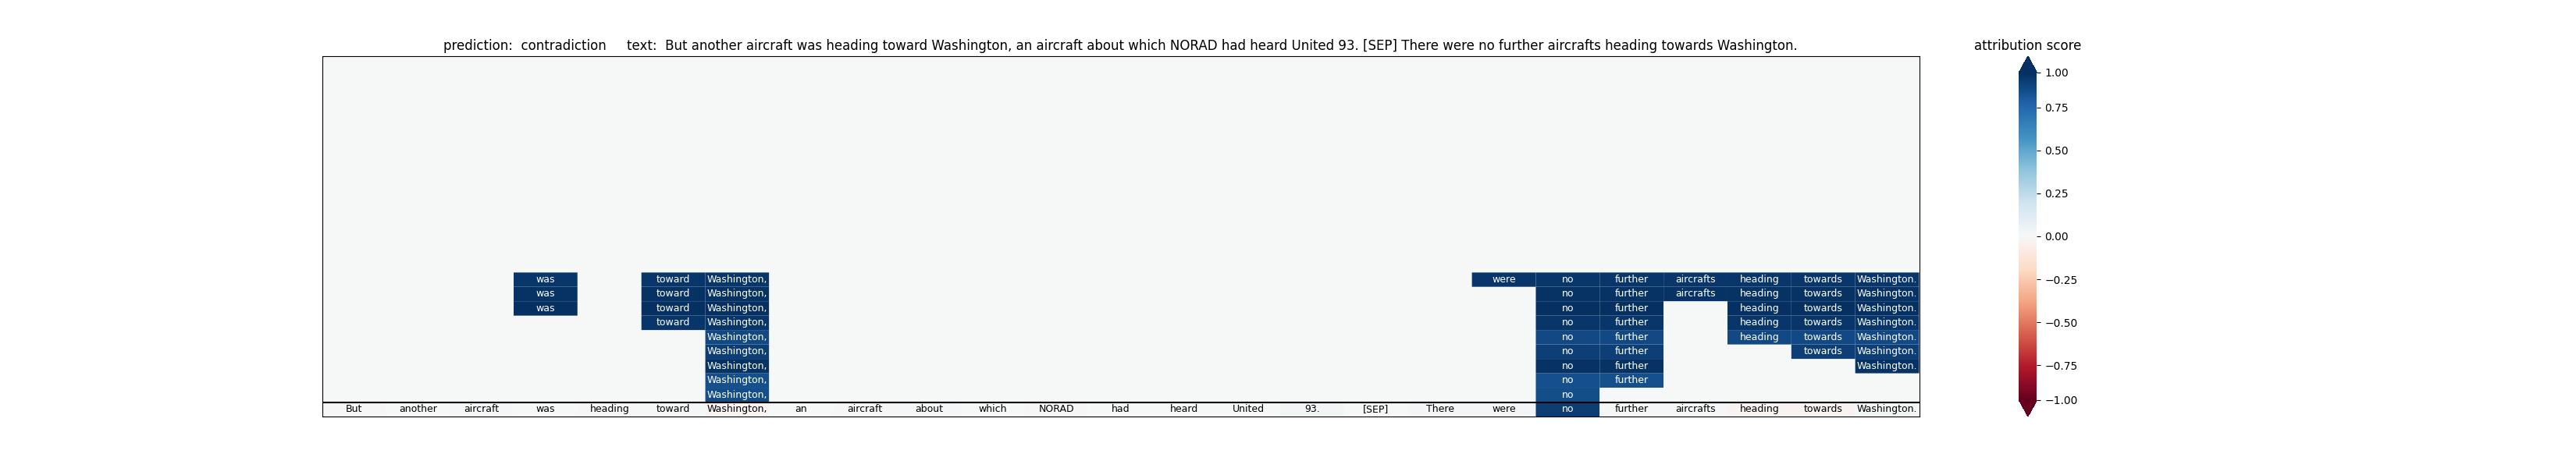 prediction:  contradiction     text:  But another aircraft was heading toward Washington, an aircraft about which NORAD had heard United 93. [SEP] There were no further aircrafts heading towards Washington.
attribution score
1.00
0.75
0.50
0.25
0.00
−0.25
−0.50
−0.75
−1.00
was toward Washington, were no further aircrafts heading towards Washington.
was toward Washington, no further aircrafts heading towards Washington.
was toward Washington, no further heading towards Washington.
toward Washington, no further heading towards Washington.
Washington, no further heading towards Washington.
Washington, no further towards Washington.
Washington, no further Washington.
Washington, no further
Washington, no
But another aircraft was heading toward Washington, an aircraft about which NORAD had heard United 93. [SEP] There were no further aircrafts heading towards Washington.